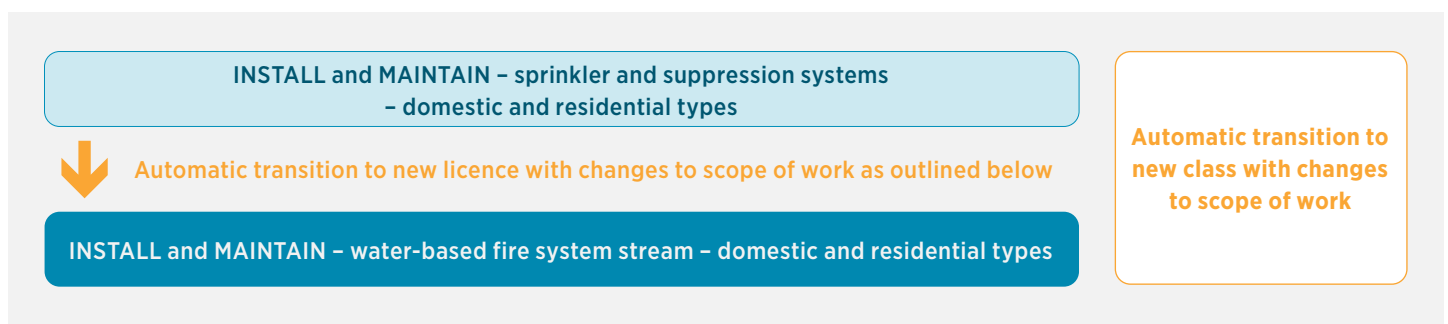 INSTALL and MAINTAIN – sprinkler and suppression systems
– domestic and residential types
Automatic transition to new licence with changes to scope of work as outlined below
INSTALL and MAINTAIN – water-based fire system stream – domestic and residential types
Automatic transition to
new class with changes
to scope of work